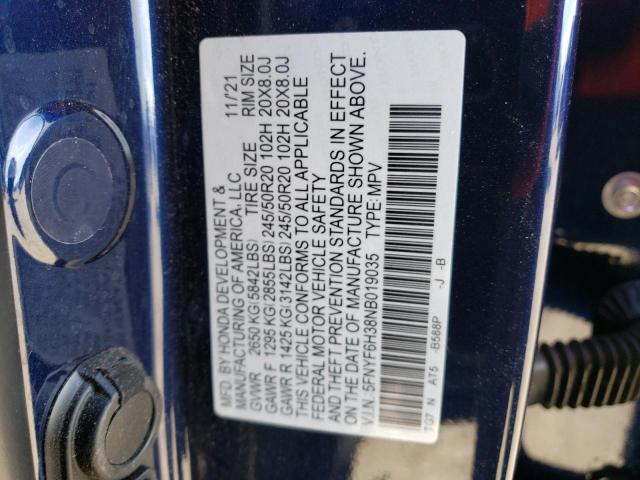 MFD. BY HONDA DEVELOPMENT &
MANUFACTURING OF AMERICA, LLC 11/'21
GVWR 2650 KG(5842LBS) TIRE SIZE RIM SIZE
GAWR F 1295 KG(2855LBS)245/50R20 102H 20X8.0J
GAWR R 1425 KG(3142LBS)245/50R20 102H 20X8.0J
THIS VEHICLE CONFORMS TO ALL APPLICABLE
FEDERAL MOTOR VEHICLE SAFETY
AND THEFT PREVENTION STANDARDS IN EFFECT
ON THE DATE OF MANUFACTURE SHOWN ABOVE.
V.I.N.:5FNYF6H38NB019035 TYPE:MPV
TG7 N AT5 -B588P -J -B